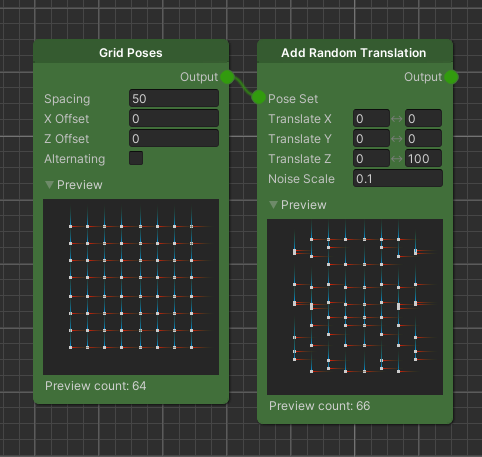 Grid Poses
Output
Spacing 50
X Offset 0
Z Offset 0
Alternating
Preview
Preview count: 64
Add Random Translation
Output
Pose Set
Translate X 0 ↔ 0
Translate Y 0 ↔ 0
Translate Z 0 ↔ 100
Noise Scale 0.1
Preview
Preview count: 66